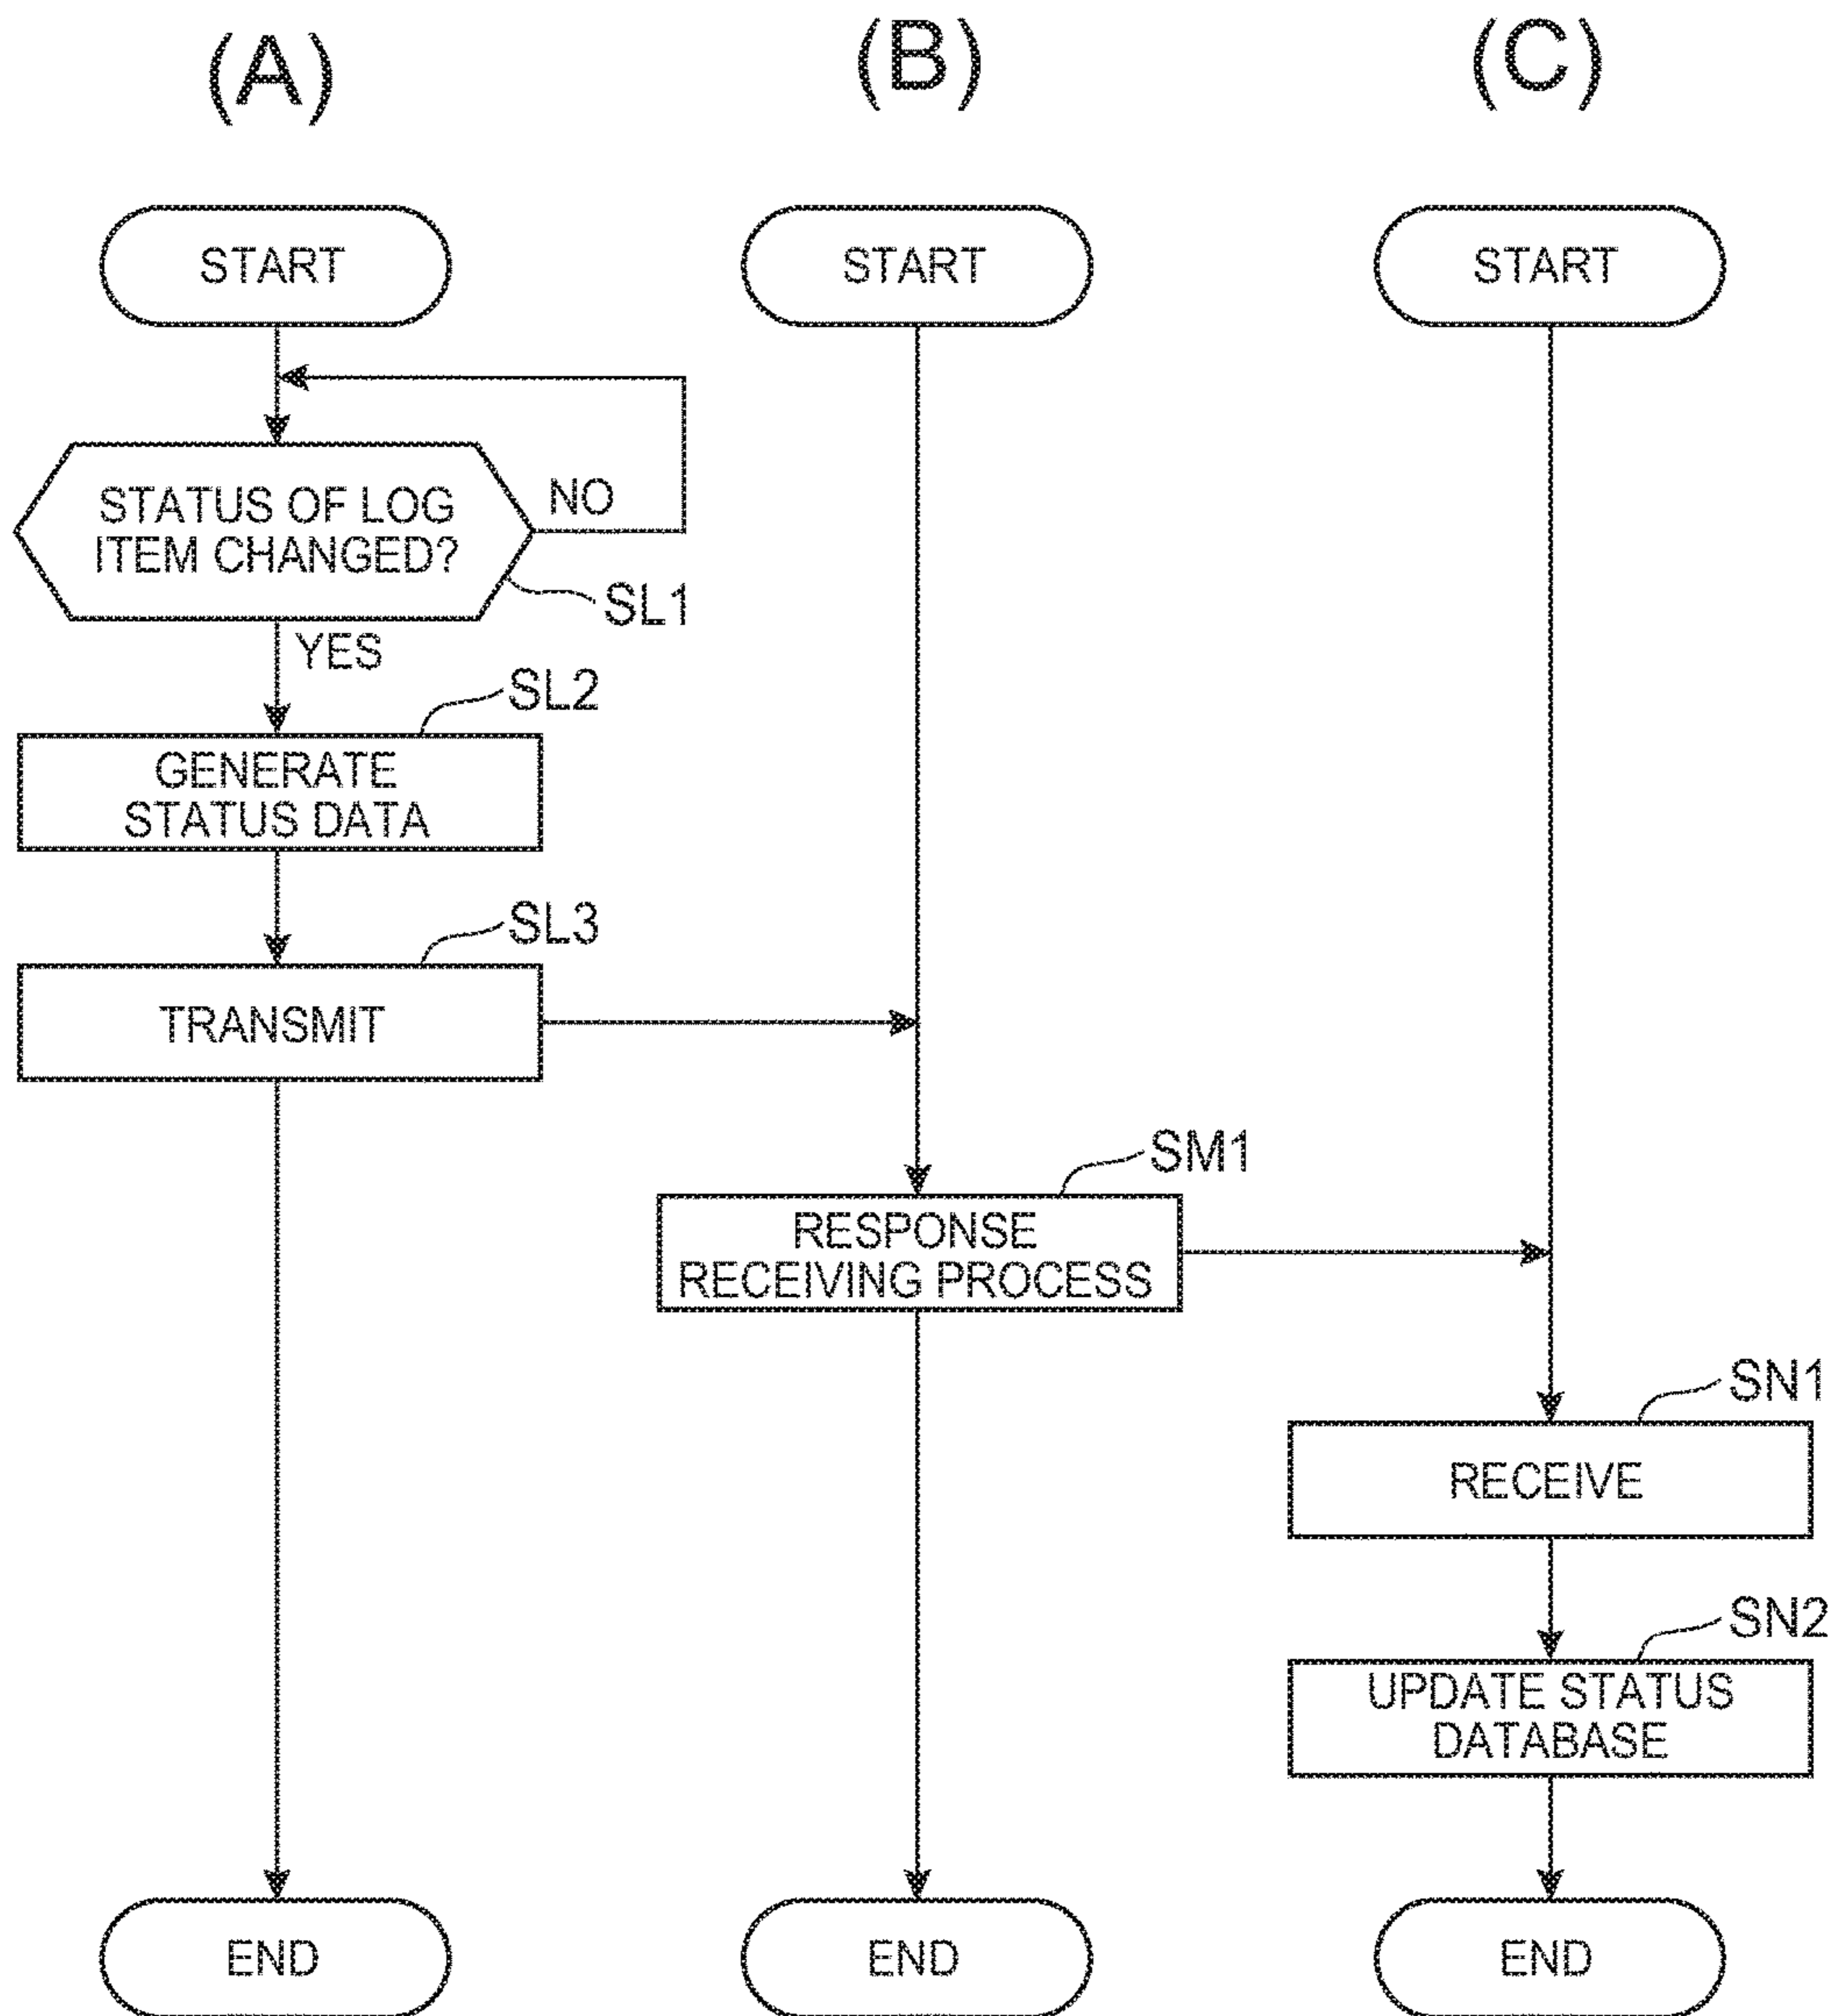 (A)
(B)
(C)
START
START
START
STATUS OF LOG
ITEM CHANGED?
NO
SL1
YES
SL2
GENERATE
STATUS DATA
SL3
TRANSMIT
SM1
RESPONSE
RECEIVING PROCESS
SN1
RECEIVE
SN2
UPDATE STATUS
DATABASE
END
END
END